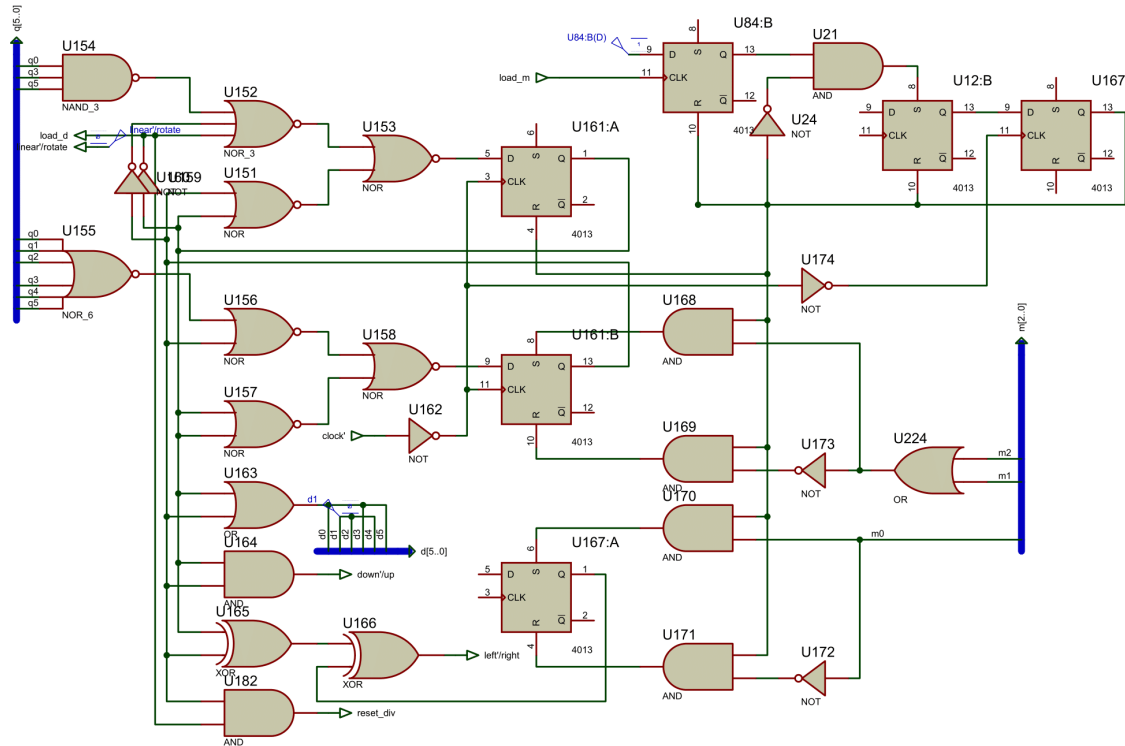 q[5..0]
U154
q0
q3
q5
NAND_3
load_d
near'/rotate
linear'/rotate
U160
U159
NOT
NOT
U155
q0
q1
q2
q3
q4
q5
NOR_6
U152
NOR_3
U151
NOR
U153
NOR
U161:A
5
D
S
Q
1
3
CLK
R
Q
2
6
4
4013
U156
NOR
U157
NOR
U158
NOR
clock'
U162
NOT
U161:B
8
9
D
S
Q
13
11
CLK
R
Q
12
10
4013
U163
OR
d1
d0
d1
d2
d3
d4
d5
d[5..0]
U164
AND
down'/up
U165
XOR
U166
XOR
left'/right
U182
AND
reset_div
U167:A
6
5
D
S
Q
1
3
CLK
R
Q
2
4
4013
U84:B(D)
load_m
U84:B
8
9
D
S
Q
13
11
CLK
R
Q
12
10
4013
U21
AND
U24
NOT
U12:B
8
9
D
S
Q
13
11
CLK
R
Q
12
10
4013
U167
8
9
D
S
Q
13
11
CLK
R
Q
12
10
4013
U174
NOT
U168
AND
U169
AND
U170
AND
U171
AND
U173
NOT
U172
NOT
U224
OR
m2
m1
m0
m[2..0]